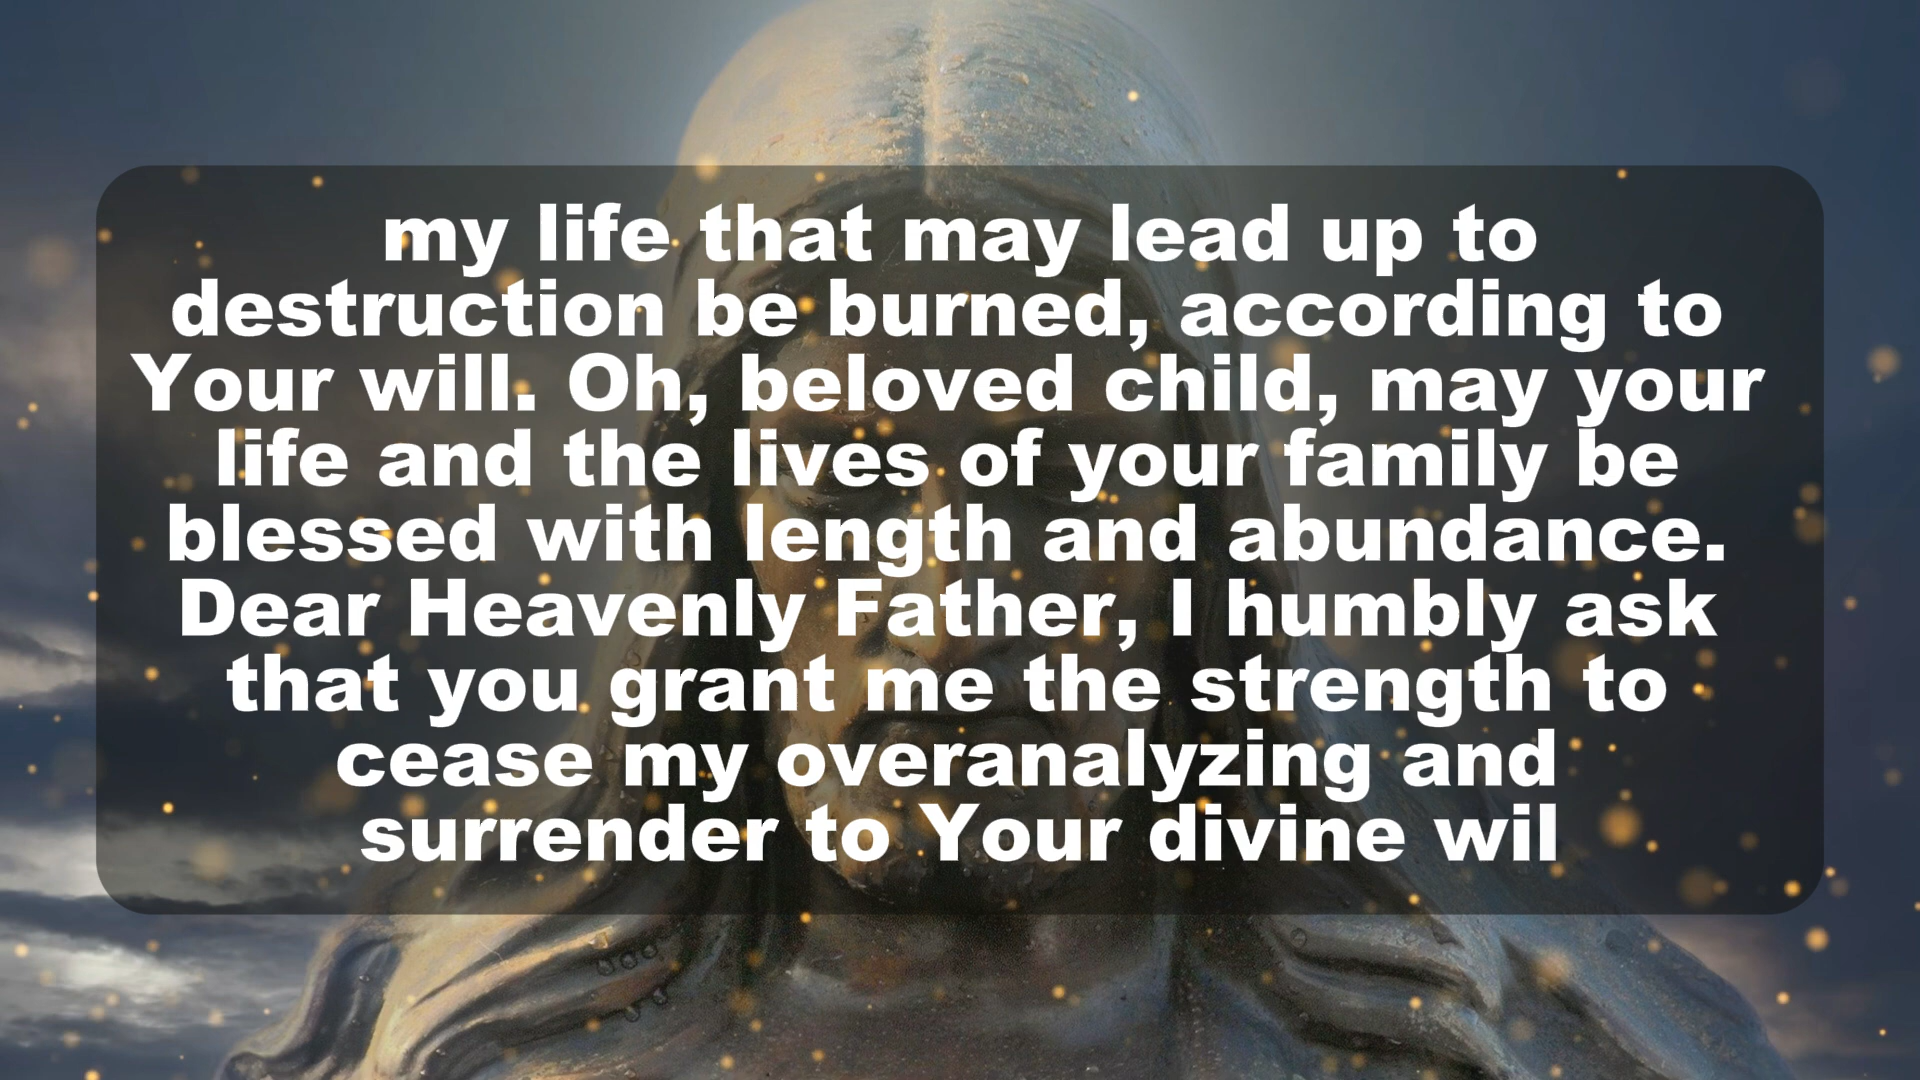 my life that may lead up to
destruction be burned, according to
Your will. Oh, beloved child, may your
life and the lives of your family be
blessed with length and abundance.
Dear Heavenly Father, I humbly ask
that you grant me the strength to
cease my overanalyzing and
surrender to Your divine wil